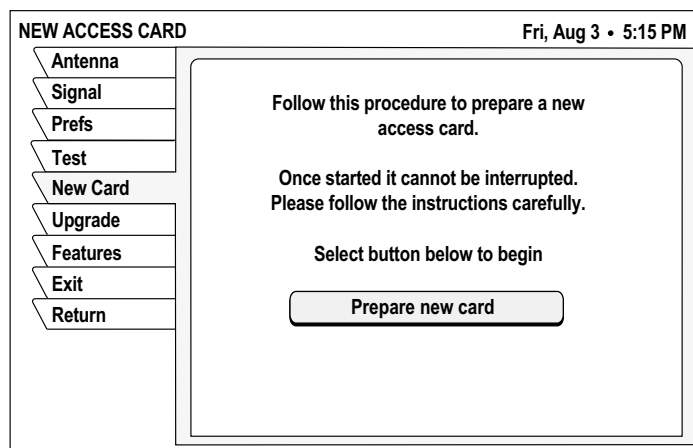 NEW ACCESS CARD
Fri, Aug 3 • 5:15 PM
Antenna
Signal
Prefs
Test
New Card
Upgrade
Features
Exit
Return
Follow this procedure to prepare a new
access card.
Once started it cannot be interrupted.
Please follow the instructions carefully.
Select button below to begin
Prepare new card